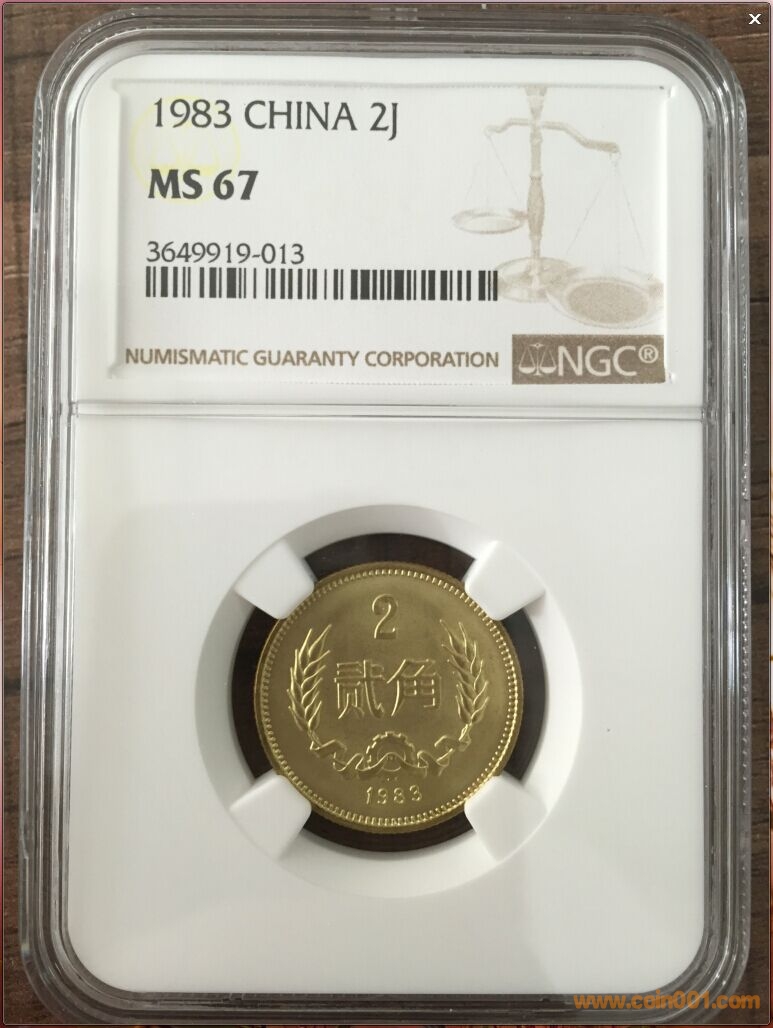 1983 CHINA 2J
MS 67
3649919-013
NUMISMATIC GUARANTY CORPORATION
NGC®
2
贰角
1983
www.coin001.com